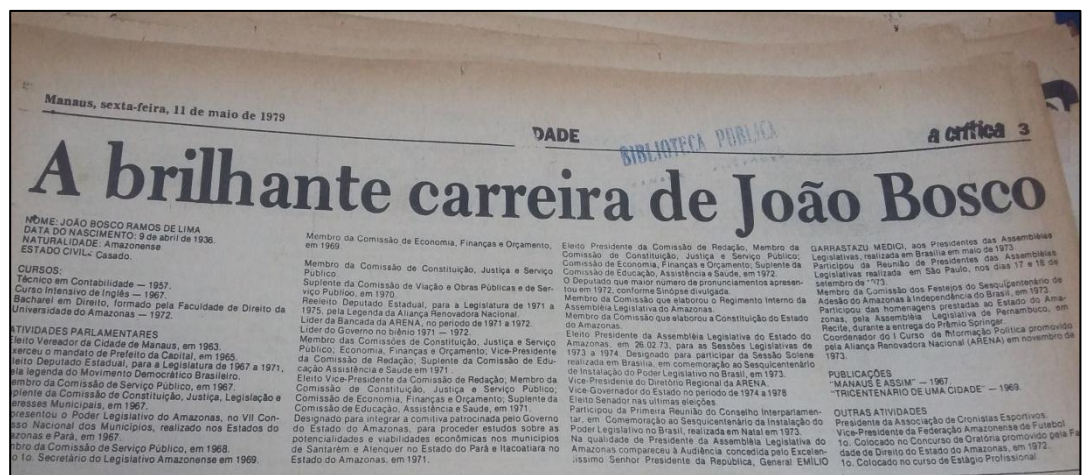 Manaus, sexta-feira, 11 de maio de 1979
DADE
BIBLIOTECA PÚBLICA
a crítica 3
A brilhante carreira de João Bosco
NOME: JOÃO BOSCO RAMOS DE LIMA
DATA DO NASCIMENTO: 9 de abril de 1936.
NATURALIDADE: Amazonense
ESTADO CIVIL: Casado.
CURSOS:
Técnico em Contabilidade — 1957.
Curso Intensivo de Inglês — 1967.
Bacharel em Direito, formado pela Faculdade de Direito da
Universidade do Amazonas — 1972.
ATIVIDADES PARLAMENTARES
Eleito Vereador da Cidade de Manaus, em 1963.
xerceu o mandato de Prefeito da Capital, em 1965.
leito Deputado Estadual, para a Legislatura de 1967 a 1971,
ela legenda do Movimento Democrático Brasileiro.
embro da Comissão de Serviço Público, em 1967.
plente da Comissão de Constituição, Justiça, Legislação e
eresses Municipais, em 1967.
presentou o Poder Legislativo do Amazonas, no VII Con-
sso Nacional dos Municípios, realizado nos Estados do
azonas e Pará, em 1967.
mbro da Comissão de Serviço Público, em 1968.
o 1o. Secretário do Legislativo Amazonense em 1969.
Membro da Comissão de Economia, Finanças e Orçamento,
em 1969
Membro da Comissão de Constituição, Justiça e Serviço
Público
Suplente da Comissão de Viação e Obras Públicas e de Ser-
viço Público, em 1970.
Reeleito Deputado Estadual, para a Legislatura de 1971 a
1975, pela Legenda da Aliança Renovadora Nacional.
Líder da Bancada da ARENA, no período de 1971 a 1972.
Líder do Governo no biênio 1971 — 1972.
Membro das Comissões de Constituição, Justiça e Serviço
Público; Economia, Finanças e Orçamento; Vice-Presidente
da Comissão de Redação; Suplente da Comissão de Edu-
cação Assistência e Saúde em 1971.
Eleito Vice-Presidente da Comissão de Redação; Membro da
Comissão de Constituição, Justiça e Serviço Público;
Comissão de Economia, Finanças e Orçamento; Suplente da
Comissão de Educação, Assistência e Saúde, em 1971.
Designado para integrar a comitiva patrocinada pelo Governo
do Estado do Amazonas, para proceder estudos sobre as
potencialidades e viabilidades econômicas nos municípios
de Santarém e Alenquer no Estado do Pará e Itacoatiara no
Estado do Amazonas, em 1971.
Eleito Presidente da Comissão de Redação, Membro da
Comissão de Constituição, Justiça e Serviço Público;
Comissão de Economia, Finanças e Orçamento; Suplente da
Comissão de Educação, Assistência e Saúde, em 1972.
O Deputado que maior número de pronunciamentos apresen-
tou em 1972, conforme Sinópse divulgada.
Membro da Comissão que elaborou o Regimento Interno da
Assembléia Legislativa do Amazonas.
Membro da Comissão que elaborou a Constituição do Estado
do Amazonas.
Eleito Presidente da Assembléia Legislativa do Estado do
Amazonas, em 26.02.73, para as Sessões Legislativas de
1973 a 1974. Designado para participar da Sessão Solene
realizada em Brasília, em comemoração ao Sesquicentenário
de Instalação do Poder Legislativo no Brasil, em 1973.
Vice-Presidente do Diretório Regional da ARENA.
Vice-Governador do Estado no período de 1974 a 1978
Eleito Senador nas ultimas eleições.
Participou da Primeira Reunião do Conselho Interparlamen-
tar, em Comemoração ao Sesquicentenário da Instalação do
Poder Legislativo no Brasil, realizada em Natal em 1973.
Na qualidade de Presidente da Assembléia Legislativa do
Amazonas compareceu à Audiência concedida pelo Excelen-
tíssimo Senhor Presidente da República, General EMÍLIO
GARRASTAZU MEDICI, aos Presidentes das Assembléias
Legislativas, realizada em Brasília em maio de 1973.
Participou da Reunião de Presidentes das Assembléias
Legislativas realizada em São Paulo, nos dias 17 e 18 de
setembro de
Membro da Comissão dos Festejos do Sesquicentenário de
Adesão do Amazonas à Independência do Brasil, em 1973.
Participou das homenagens prestadas ao Estado do Ama-
zonas, pela Assembléia Legislativa de Pernambuco, em
Recife, durante a entrega do Prêmio Springer.
Coordenador do I Curso de Informação Política promovido
pela Aliança Renovadora Nacional (ARENA) em novembro de
1973.
PUBLICAÇÕES
"MANAUS É ASSIM" — 1967.
"TRICENTENÁRIO DE UMA CIDADE" — 1969.
OUTRAS ATIVIDADES
Presidente da Associação de Cronistas Esportivos.
Vice-Presidente da Federação Amazonense de Futebol
1o. Colocado no Concurso de Oratória promovido pela Fa
dade de Direito do Estado do Amazonas, em 1972.
1o. Colocado no curso de Estágio Profissional.